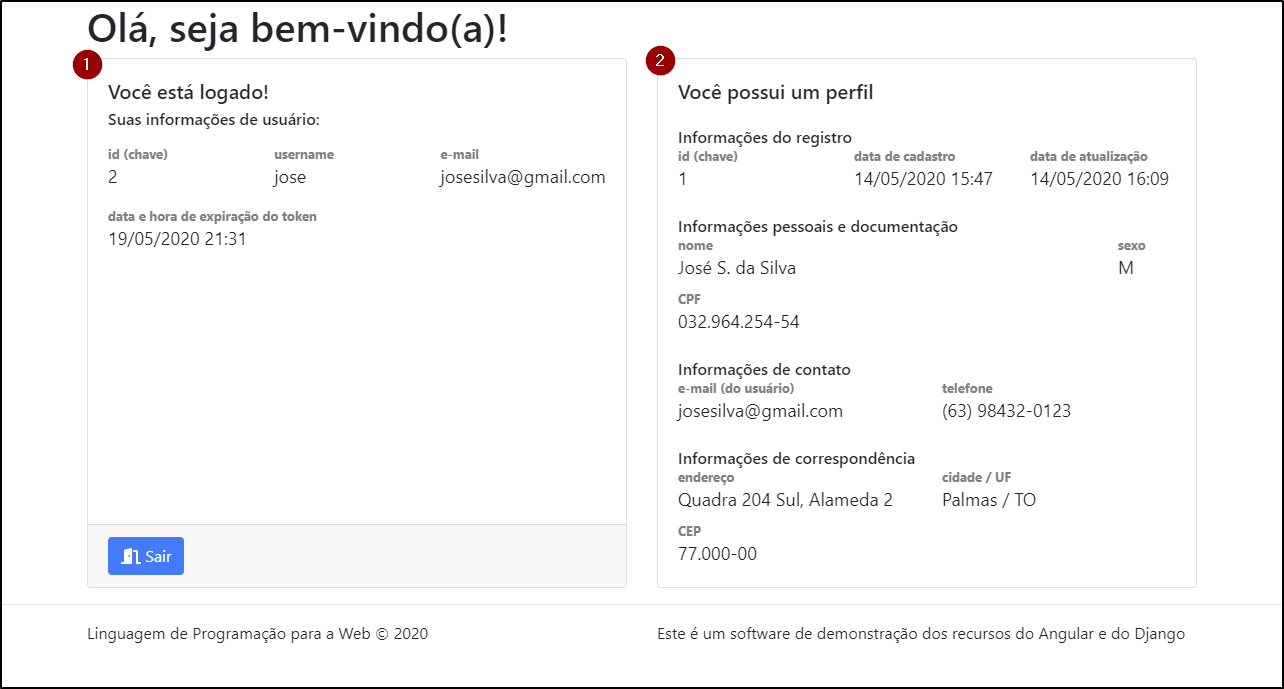 Olá, seja bem-vindo(a)!
1
Você está logado!
Suas informações de usuário:
id (chave) username e-mail
2 jose josesilva@gmail.com
data e hora de expiração do token
19/05/2020 21:31
Sair
2
Você possui um perfil
Informações do registro
id (chave) data de cadastro data de atualização
1 14/05/2020 15:47 14/05/2020 16:09
Informações pessoais e documentação
nome sexo
José S. da Silva M
CPF
032.964.254-54
Informações de contato
e-mail (do usuário) telefone
josesilva@gmail.com (63) 98432-0123
Informações de correspondência
endereço cidade / UF
Quadra 204 Sul, Alameda 2 Palmas / TO
CEP
77.000-00
Linguagem de Programação para a Web © 2020
Este é um software de demonstração dos recursos do Angular e do Django